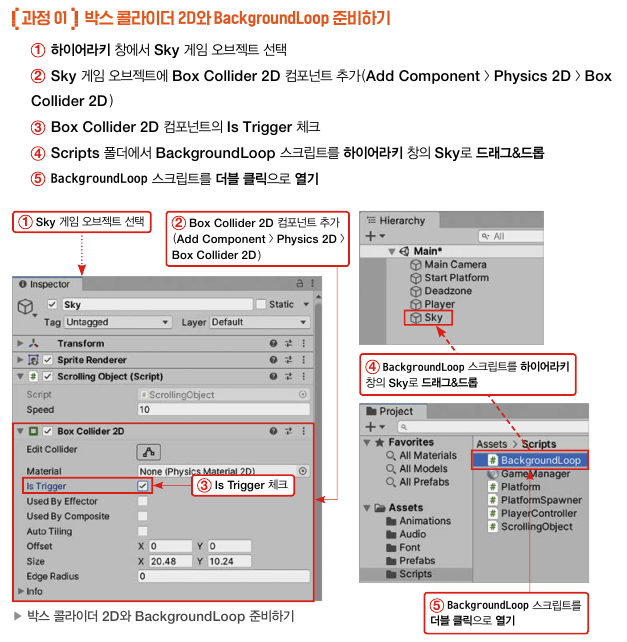 [과정 01] 박스 콜라이더 2D와 BackgroundLoop 준비하기
① 하이어라키 창에서 Sky 게임 오브젝트 선택
② Sky 게임 오브젝트에 Box Collider 2D 컴포넌트 추가(Add Component > Physics 2D > Box
Collider 2D)
③ Box Collider 2D 컴포넌트의 Is Trigger 체크
④ Scripts 폴더에서 BackgroundLoop 스크립트를 하이어라키 창의 Sky로 드래그&드롭
⑤ BackgroundLoop 스크립트를 더블 클릭으로 열기
① Sky 게임 오브젝트 선택
② Box Collider 2D 컴포넌트 추가
(Add Component > Physics 2D >
Box Collider 2D)
Inspector
Sky
Static
Tag Untagged Layer Default
Transform
Sprite Renderer
Scrolling Object (Script)
Script ScrollingObject
Speed 10
Box Collider 2D
Edit Collider
Material None (Physics Material 2D)
Is Trigger
③ Is Trigger 체크
Used By Effector
Used By Composite
Auto Tiling
Offset X 0 Y 0
Size X 20.48 Y 10.24
Edge Radius 0
Info
Hierarchy
All
Main*
Main Camera
Start Platform
Deadzone
Player
Sky
④ BackgroundLoop 스크립트를 하이어라키
창의 Sky로 드래그&드롭
Project
Favorites
All Materials
All Models
All Prefabs
Assets
Animations
Audio
Font
Prefabs
Scripts
Assets > Scripts
BackgroundLoop
GameManager
Platform
PlatformSpawner
PlayerController
ScrollingObject
⑤ BackgroundLoop 스크립트를
더블 클릭으로 열기
▶ 박스 콜라이더 2D와 BackgroundLoop 준비하기